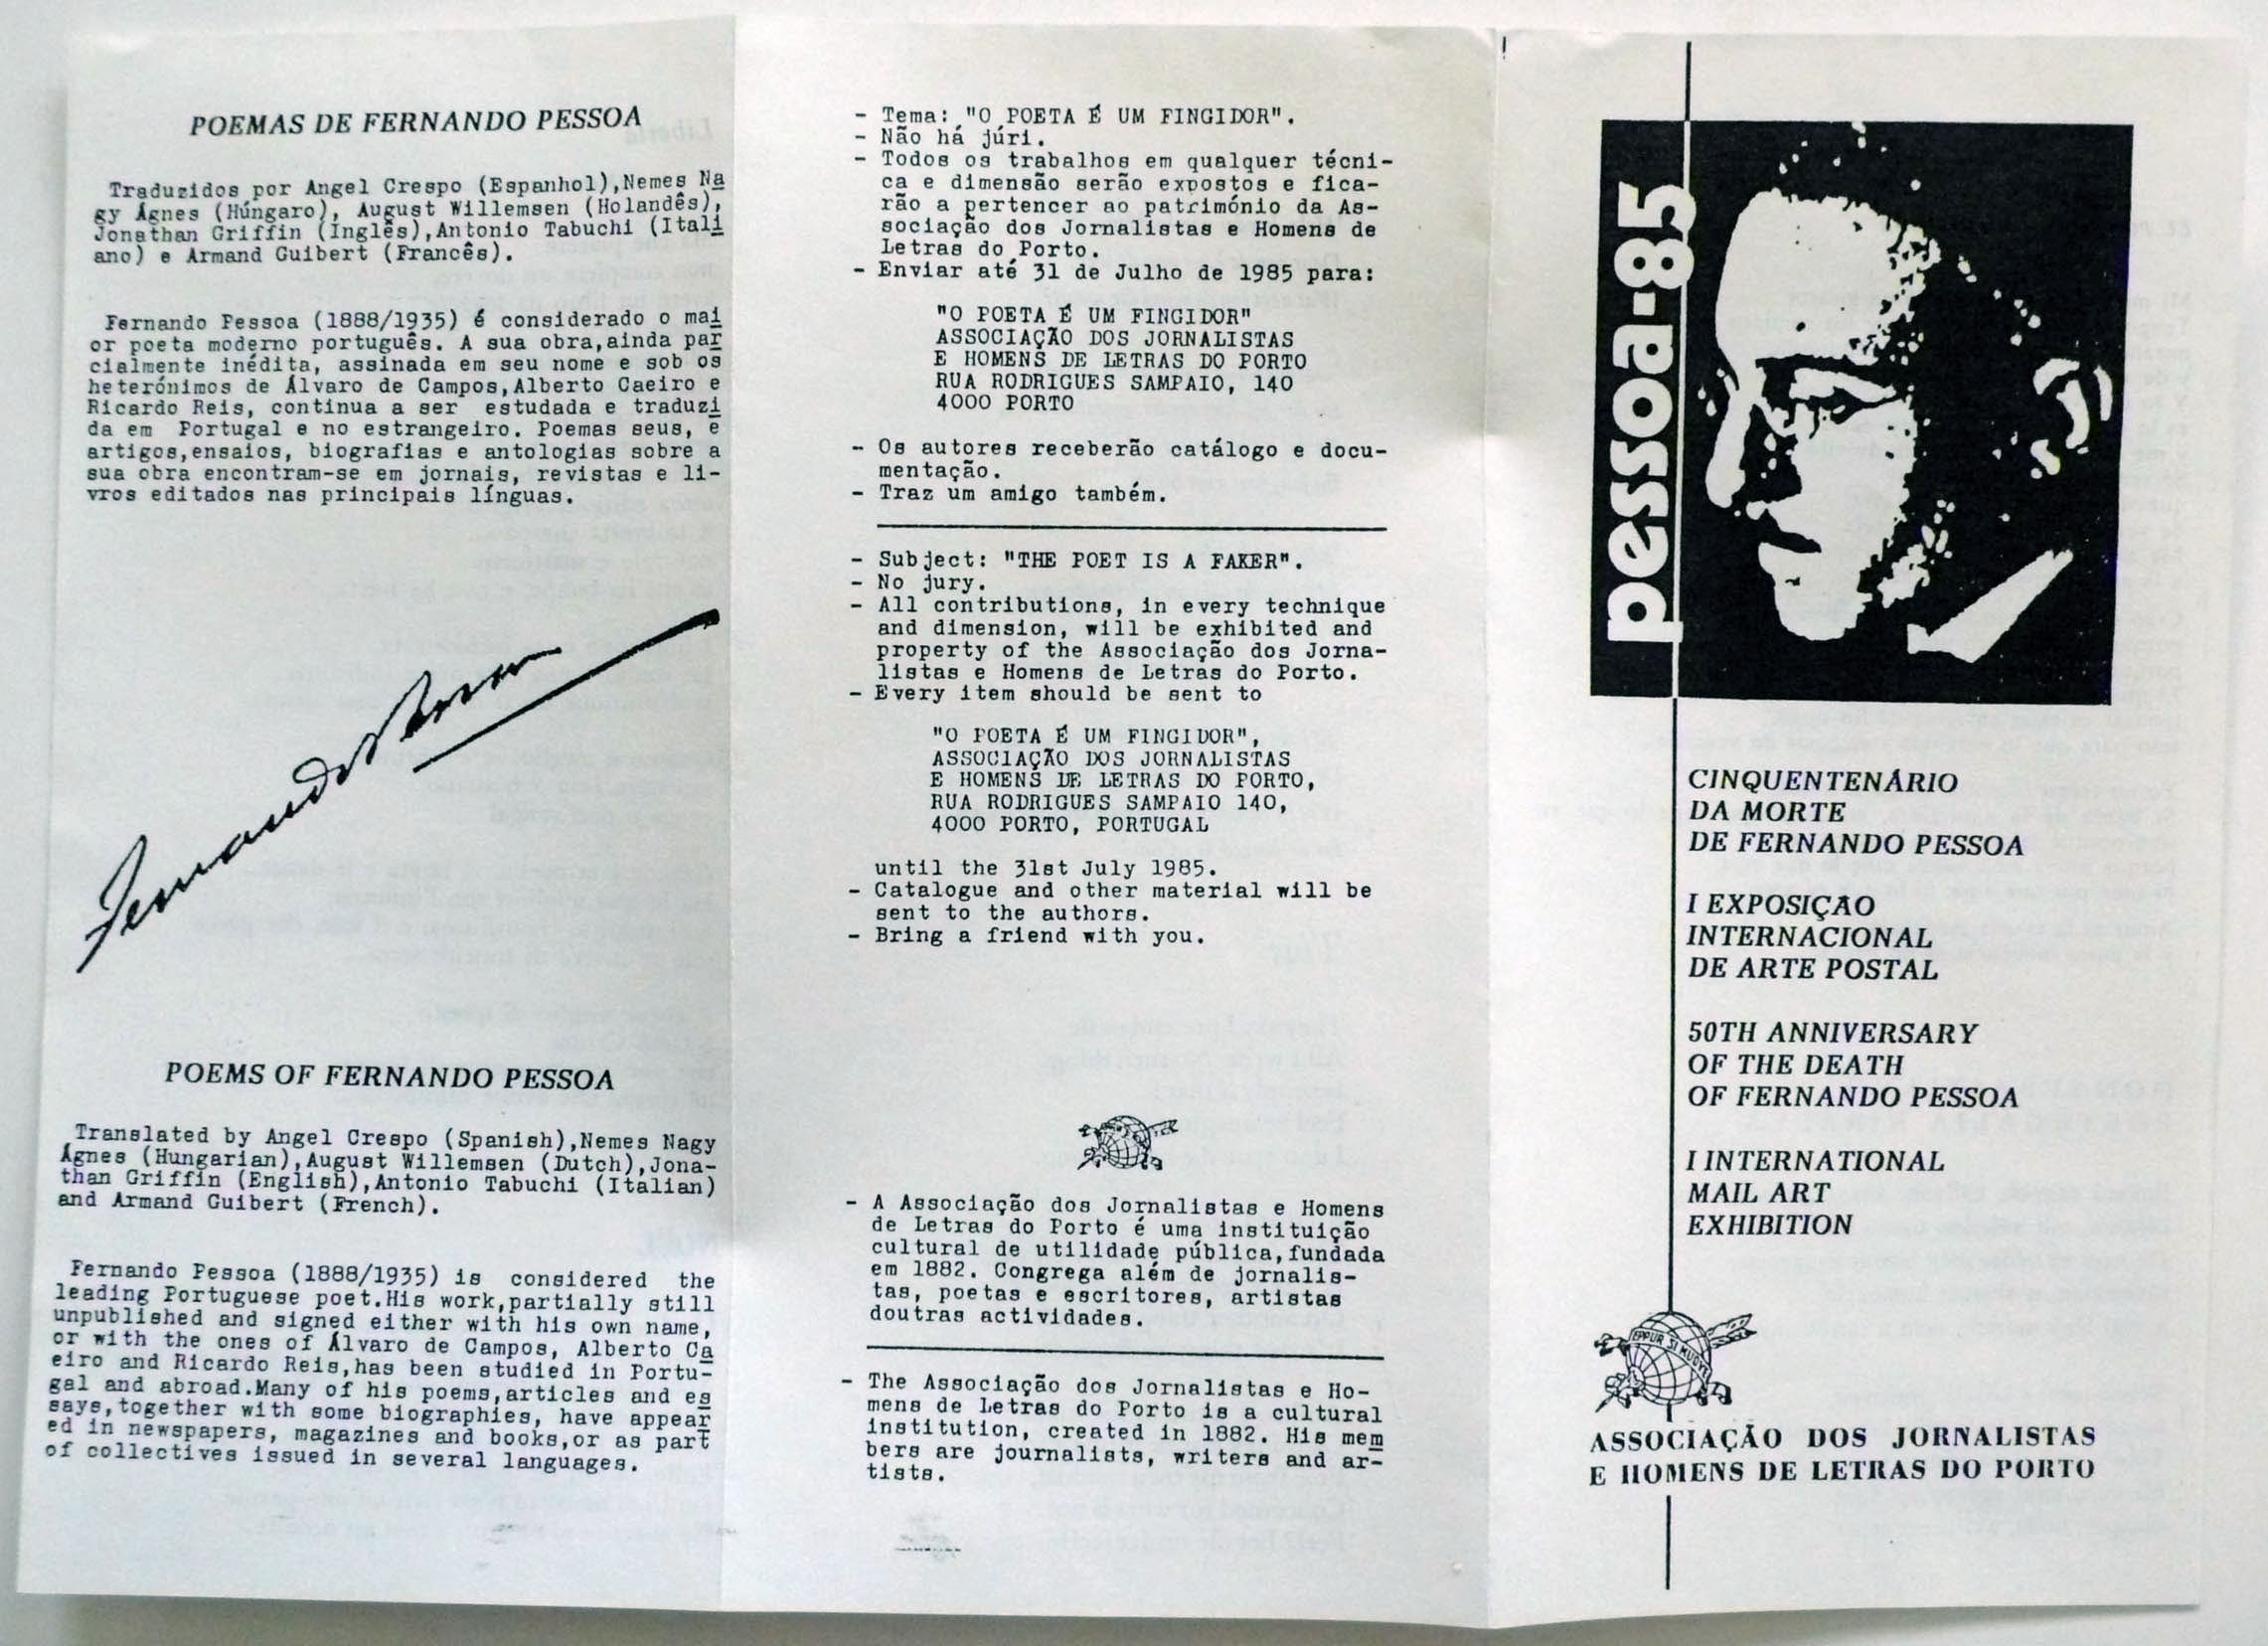 POEMAS DE FERNANDO PESSOA
Traduzidos por Angel Crespo (Espanhol),Nemes Na
gy Ágnes (Húngaro), August Willemsen (Holandês),
Jonathan Griffin (Inglês),Antonio Tabuchi (Itali
ano) e Armand Guibert (Francês).
Fernando Pessoa (1888/1935) é considerado o mai
or poeta moderno português. A sua obra,ainda par
cialmente inédita, assinada em seu nome e sob os
heterónimos de Álvaro de Campos,Alberto Caeiro e
Ricardo Reis, continua a ser estudada e traduzi
da em Portugal e no estrangeiro. Poemas seus, e
artigos,ensaios, biografias e antologias sobre a
sua obra encontram-se em jornais, revistas e li-
vros editados nas principais línguas.
Fernando Pessoa
POEMS OF FERNANDO PESSOA
Translated by Angel Crespo (Spanish),Nemes Nagy
Ágnes (Hungarian),August Willemsen (Dutch),Jona-
than Griffin (English),Antonio Tabuchi (Italian)
and Armand Guibert (French).
Fernando Pessoa (1888/1935) is considered the
leading Portuguese poet.His work,partially still
unpublished and signed either with his own name,
or with the ones of Álvaro de Campos, Alberto Ca
eiro and Ricardo Reis,has been studied in Portu-
gal and abroad.Many of his poems,articles and es
says,together with some biographies, have appear
ed in newspapers, magazines and books,or as part
of collectives issued in several languages.
- Tema: "O POETA É UM FINGIDOR".
- Não há júri.
- Todos os trabalhos em qualquer técni-
ca e dimensão serão expostos e fica-
rão a pertencer ao património da As-
sociação dos Jornalistas e Homens de
Letras do Porto.
- Enviar até 31 de Julho de 1985 para:
"O POETA É UM FINGIDOR"
ASSOCIAÇÃO DOS JORNALISTAS
E HOMENS DE LETRAS DO PORTO
RUA RODRIGUES SAMPAIO, 140
4000 PORTO
- Os autores receberão catálogo e docu-
mentação.
- Traz um amigo também.
- Subject: "THE POET IS A FAKER".
- No jury.
- All contributions, in every technique
and dimension, will be exhibited and
property of the Associação dos Jorna-
listas e Homens de Letras do Porto.
- Every item should be sent to
"O POETA É UM FINGIDOR",
ASSOCIAÇÃO DOS JORNALISTAS
E HOMENS DE LETRAS DO PORTO,
RUA RODRIGUES SAMPAIO 140,
4000 PORTO, PORTUGAL
until the 31st July 1985.
- Catalogue and other material will be
sent to the authors.
- Bring a friend with you.
- A Associação dos Jornalistas e Homens
de Letras do Porto é uma instituição
cultural de utilidade pública,fundada
em 1882. Congrega além de jornalis-
tas, poetas e escritores, artistas
doutras actividades.
- The Associação dos Jornalistas e Ho-
mens de Letras do Porto is a cultural
institution, created in 1882. His mem
bers are journalists, writers and ar-
tists.
pessoa-85
CINQUENTENÁRIO
DA MORTE
DE FERNANDO PESSOA
I EXPOSIÇAO
INTERNACIONAL
DE ARTE POSTAL
50TH ANNIVERSARY
OF THE DEATH
OF FERNANDO PESSOA
I INTERNATIONAL
MAIL ART
EXHIBITION
EPPUR SI MUOVE
ASSOCIAÇÃO DOS JORNALISTAS
E HOMENS DE LETRAS DO PORTO